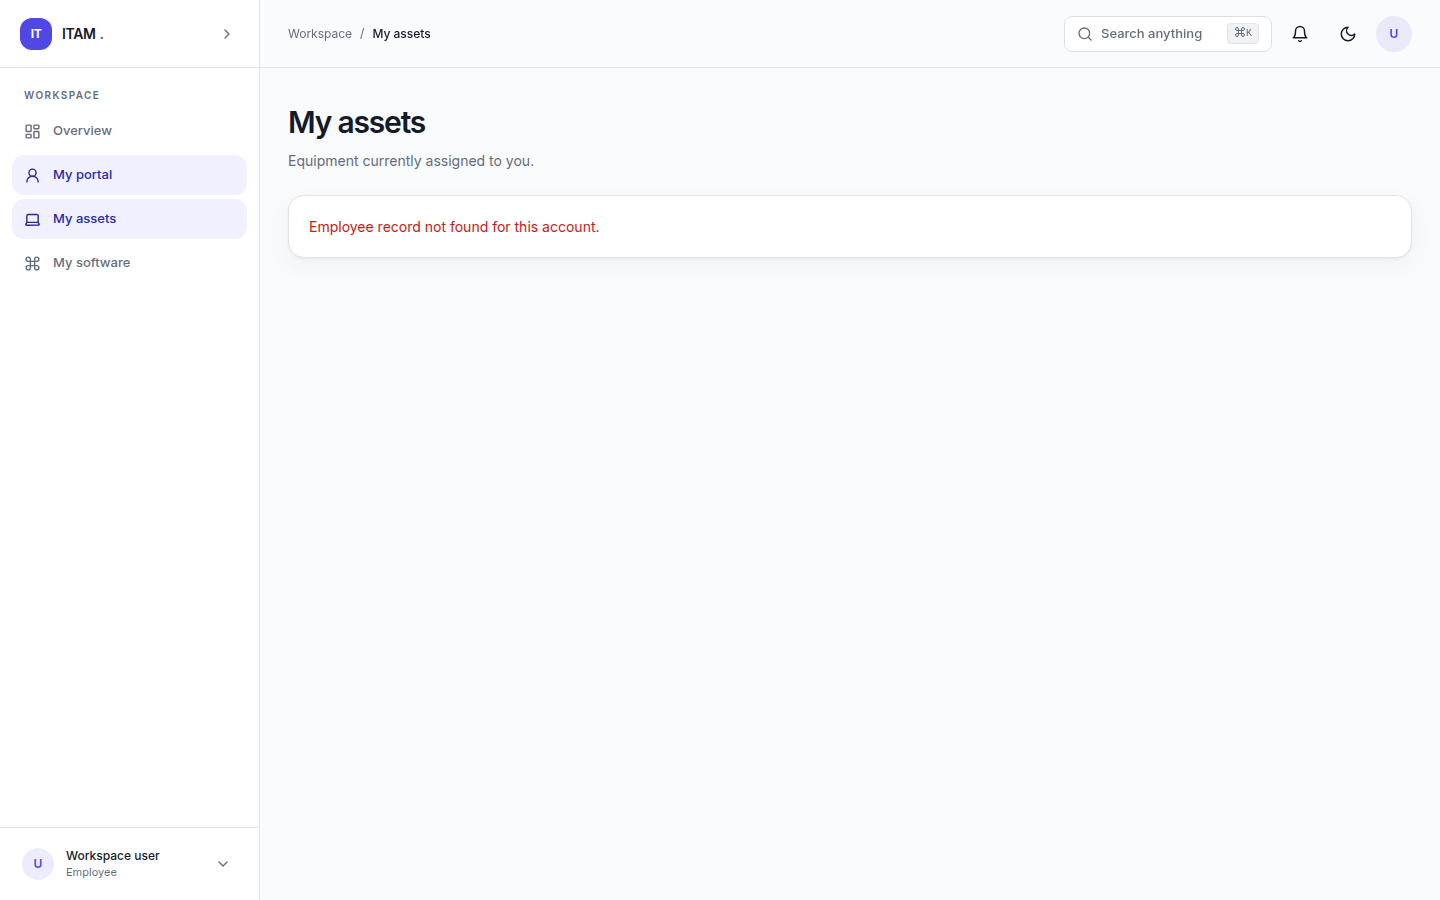 IT
ITAM .
Workspace / My assets
Search anything
⌘K
U
WORKSPACE
Overview
My portal
My assets
My software
My assets
Equipment currently assigned to you.
Employee record not found for this account.
U
Workspace user
Employee